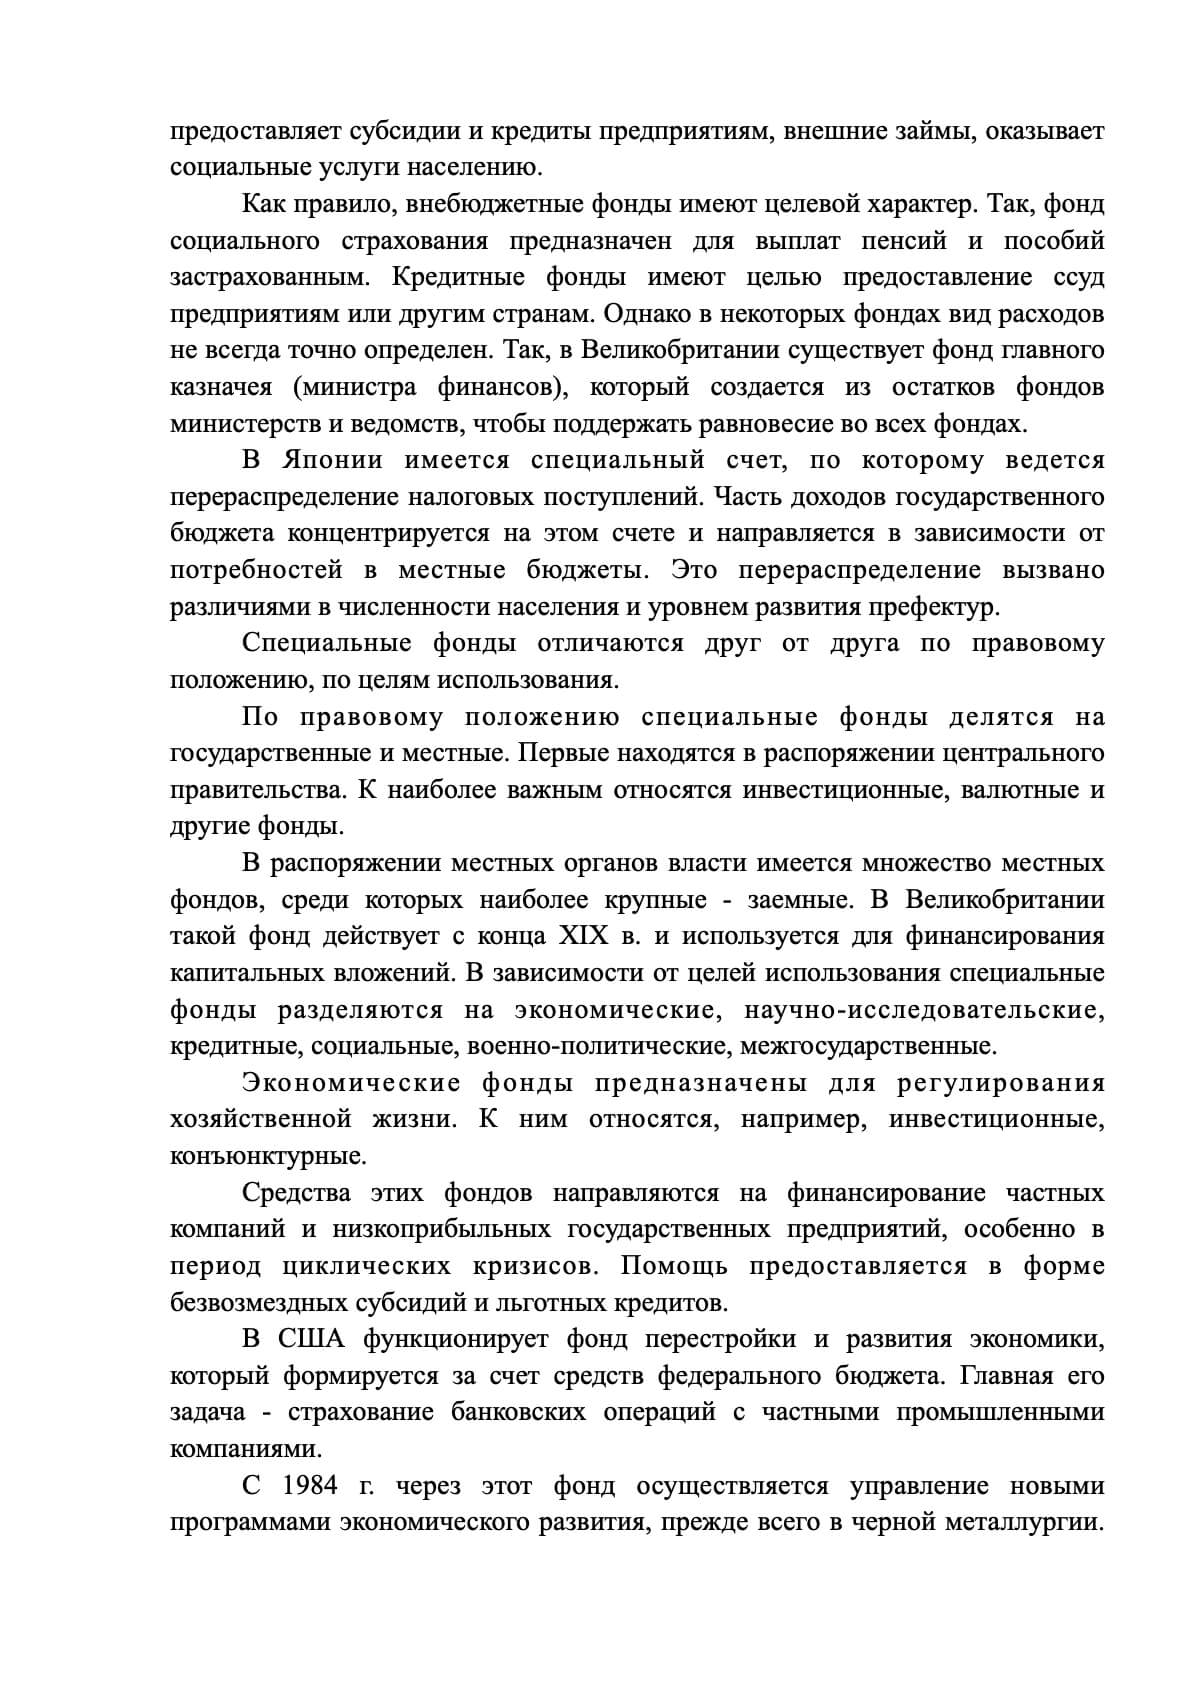 предоставляет субсидии и кредиты предприятиям, внешние займы, оказывает
социальные услуги населению.
Как правило, внебюджетные фонды имеют целевой характер. Так, фонд
социального страхования предназначен для выплат пенсий и пособий
застрахованным. Кредитные фонды имеют целью предоставление ссуд
предприятиям или другим странам. Однако в некоторых фондах вид расходов
не всегда точно определен. Так, в Великобритании существует фонд главного
казначея (министра финансов), который создается из остатков фондов
министерств и ведомств, чтобы поддержать равновесие во всех фондах.
В Японии имеется специальный счет, по которому ведется
перераспределение налоговых поступлений. Часть доходов государственного
бюджета концентрируется на этом счете и направляется в зависимости от
потребностей в местные бюджеты. Это перераспределение вызвано
различиями в численности населения и уровнем развития префектур.
Специальные фонды отличаются друг от друга по правовому
положению, по целям использования.
По правовому положению специальные фонды делятся на
государственные и местные. Первые находятся в распоряжении центрального
правительства. К наиболее важным относятся инвестиционные, валютные и
другие фонды.
В распоряжении местных органов власти имеется множество местных
фондов, среди которых наиболее крупные - заемные. В Великобритании
такой фонд действует с конца XIX в. и используется для финансирования
капитальных вложений. В зависимости от целей использования специальные
фонды разделяются на экономические, научно-исследовательские,
кредитные, социальные, военно-политические, межгосударственные.
Экономические фонды предназначены для регулирования
хозяйственной жизни. К ним относятся, например, инвестиционные,
конъюнктурные.
Средства этих фондов направляются на финансирование частных
компаний и низкоприбыльных государственных предприятий, особенно в
период циклических кризисов. Помощь предоставляется в форме
безвозмездных субсидий и льготных кредитов.
В США функционирует фонд перестройки и развития экономики,
который формируется за счет средств федерального бюджета. Главная его
задача - страхование банковских операций с частными промышленными
компаниями.
С 1984 г. через этот фонд осуществляется управление новыми
программами экономического развития, прежде всего в черной металлургии.